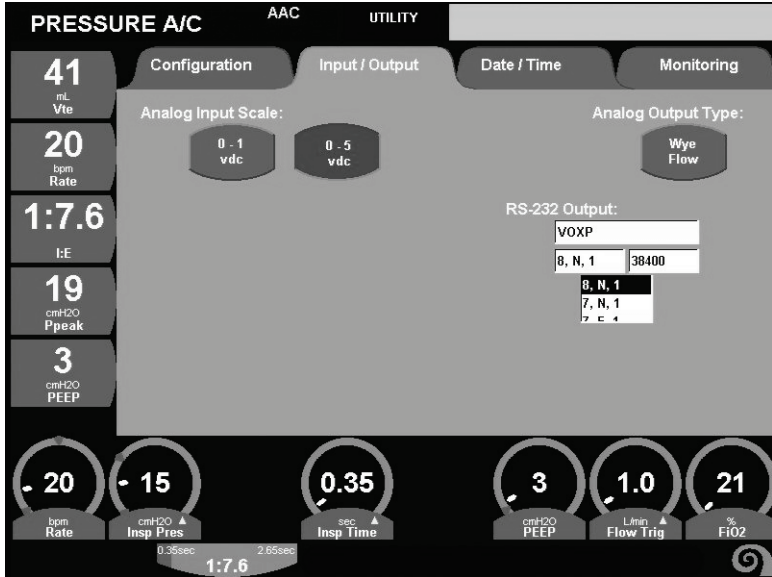 PRESSURE A/C
AAC
UTILITY
41
mL
Vte
20
bpm
Rate
1:7.6
I:E
19
cmH2O
Ppeak
3
cmH2O
PEEP
Configuration
Input / Output
Date / Time
Monitoring
Analog Input Scale:
0 - 1
vdc
0 - 5
vdc
Analog Output Type:
Wye
Flow
RS-232 Output:
VOXP
8, N, 1
38400
8, N, 1
7, N, 1
7, E, 1
20
bpm
Rate
15
cmH2O
Insp Pres
0.35
sec
Insp Time
3
cmH2O
PEEP
1.0
L/min
Flow Trig
21
%
FiO2
0.35sec
2.65sec
1:7.6